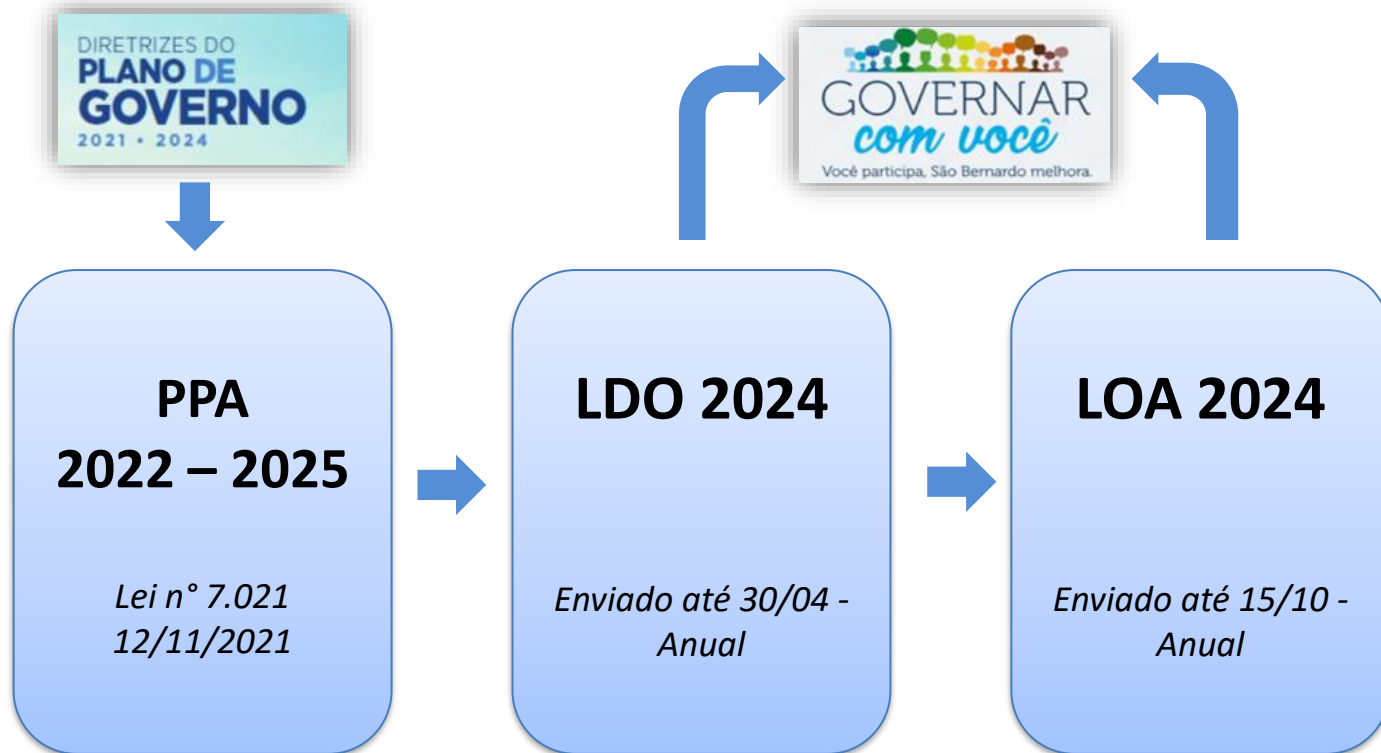 DIRETRIZES DO
PLANO DE
GOVERNO
2021 • 2024
GOVERNAR
com você
Você participa, São Bernardo melhora.
PPA
2022 – 2025
Lei n° 7.021
12/11/2021
LDO 2024
Enviado até 30/04 -
Anual
LOA 2024
Enviado até 15/10 -
Anual